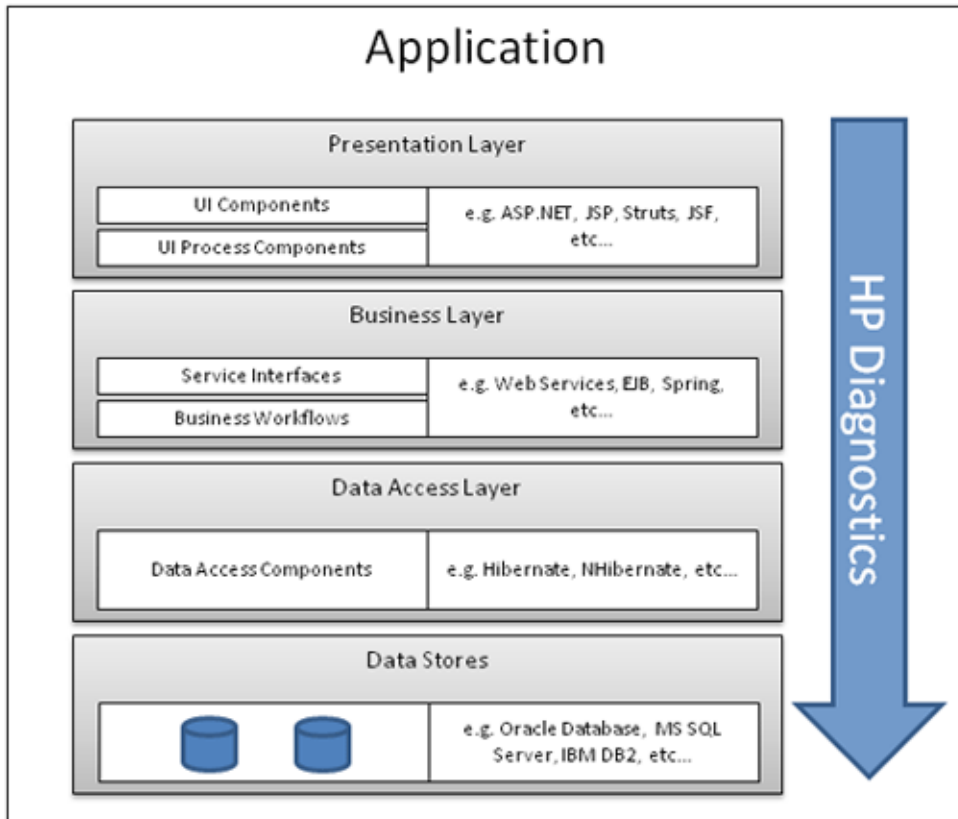 Application
Presentation Layer
UI Components
UI Process Components
e.g. ASP.NET, JSP, Struts, JSF,
etc...
Business Layer
Service Interfaces
Business Workflows
e.g. Web Services, EJB, Spring,
etc...
Data Access Layer
Data Access Components
e.g. Hibernate, NHibernate, etc...
Data Stores
e.g. Oracle Database, MS SQL
Server, IBM DB2, etc...
HP Diagnostics